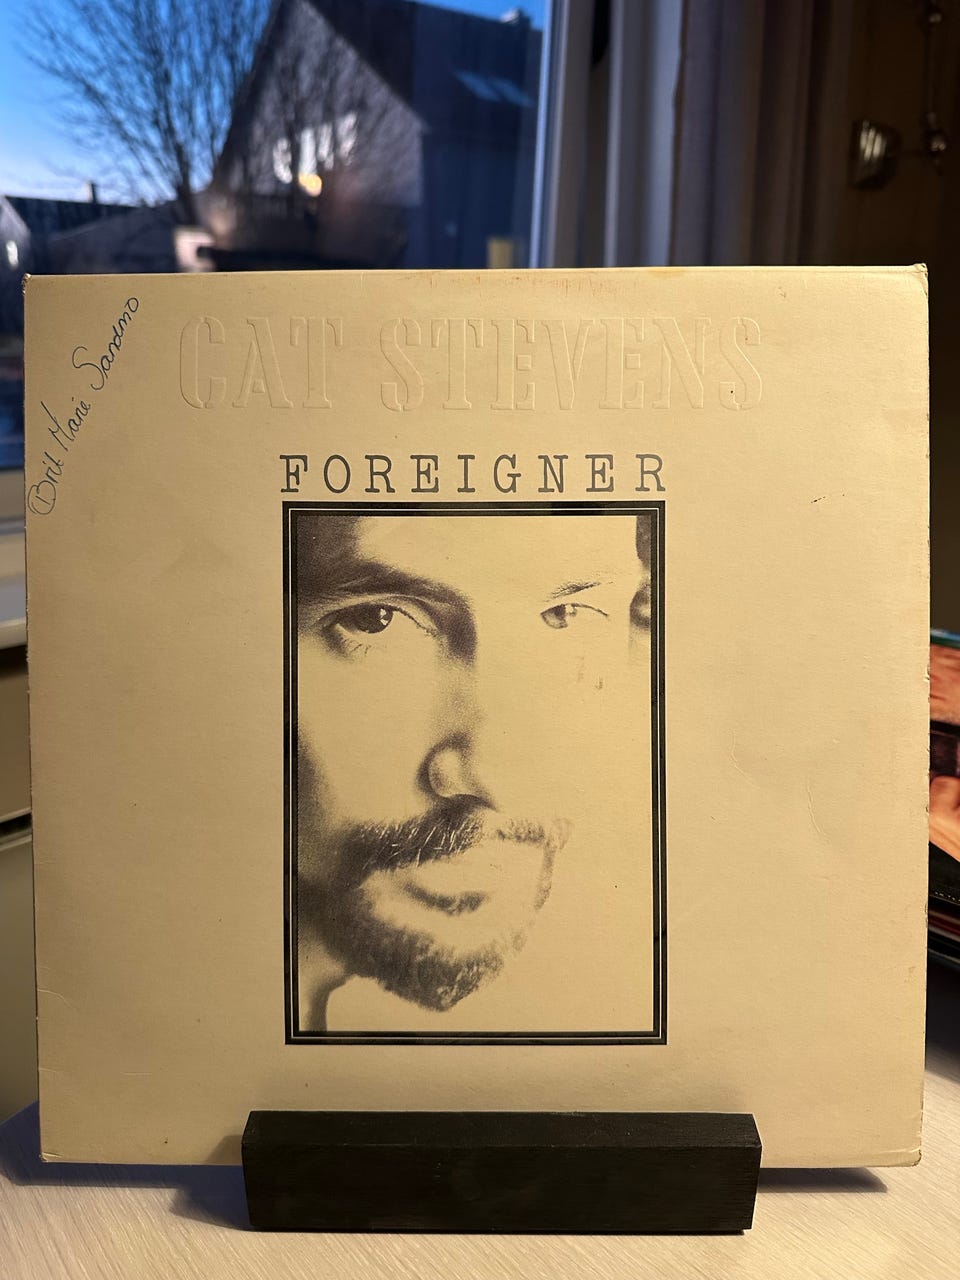 CAT STEVENS
FOREIGNER
Brit Marie Sandmo